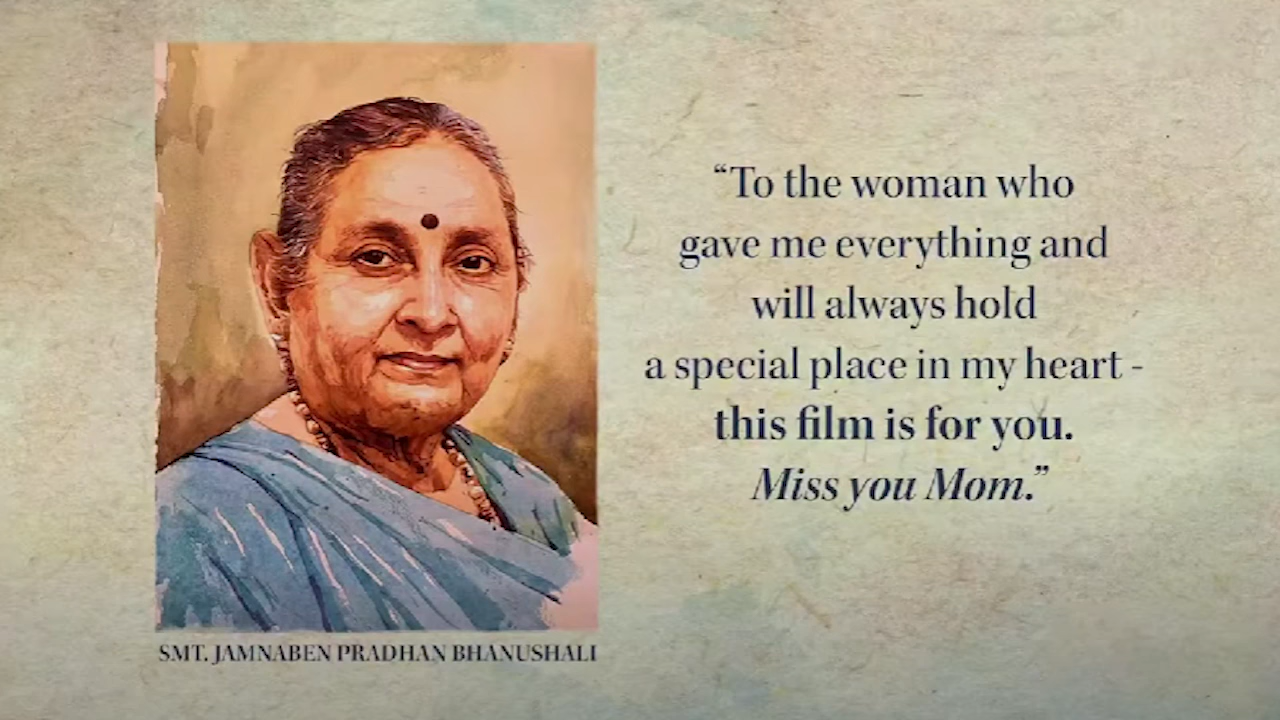 SMT. JAMNABEN PRADHAN BHANUSHALI
“To the woman who
gave me everything and
will always hold
a special place in my heart -
this film is for you.
Miss you Mom.”